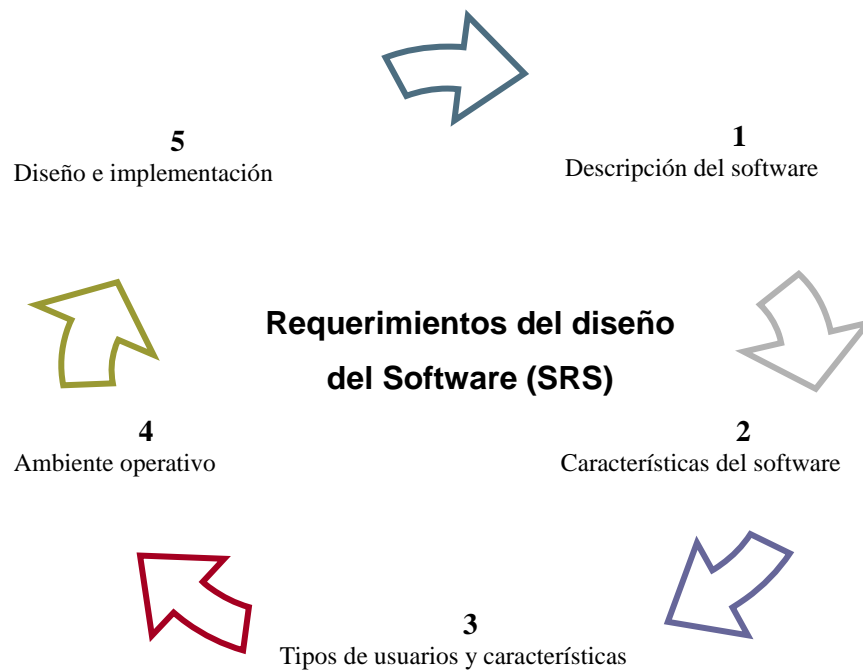 5
Diseño e implementación
1
Descripción del software
Requerimientos del diseño
del Software (SRS)
4
Ambiente operativo
2
Características del software
3
Tipos de usuarios y características